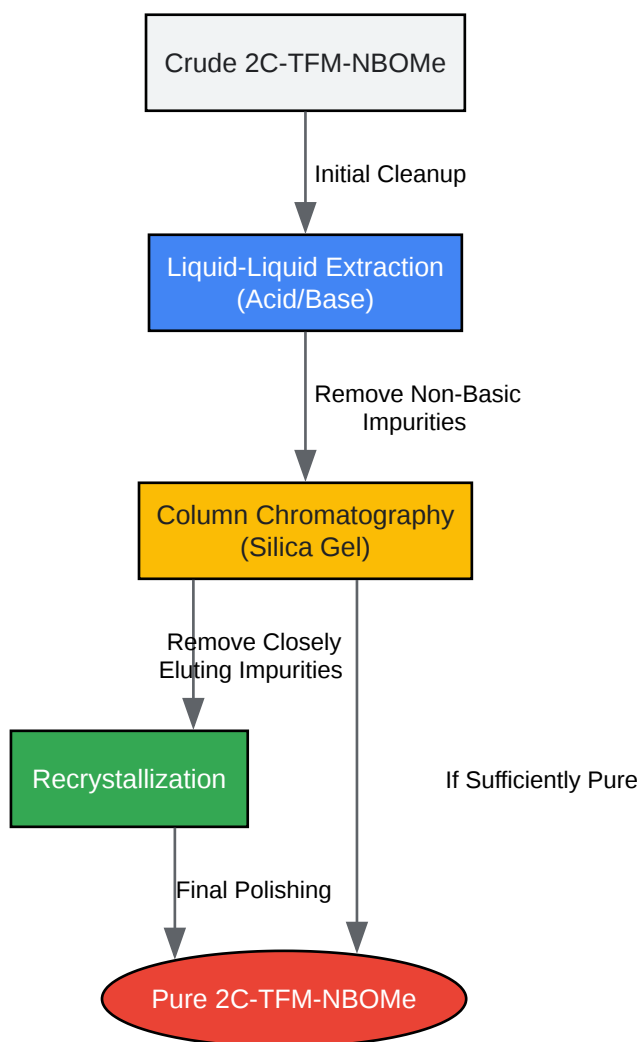 Crude 2C-TFM-NBOMe
Initial Cleanup
Liquid-Liquid Extraction
(Acid/Base)
Remove Non-Basic
Impurities
Column Chromatography
(Silica Gel)
Remove Closely
Eluting Impurities
Recrystallization
If Sufficiently Pure
Final Polishing
Pure 2C-TFM-NBOMe